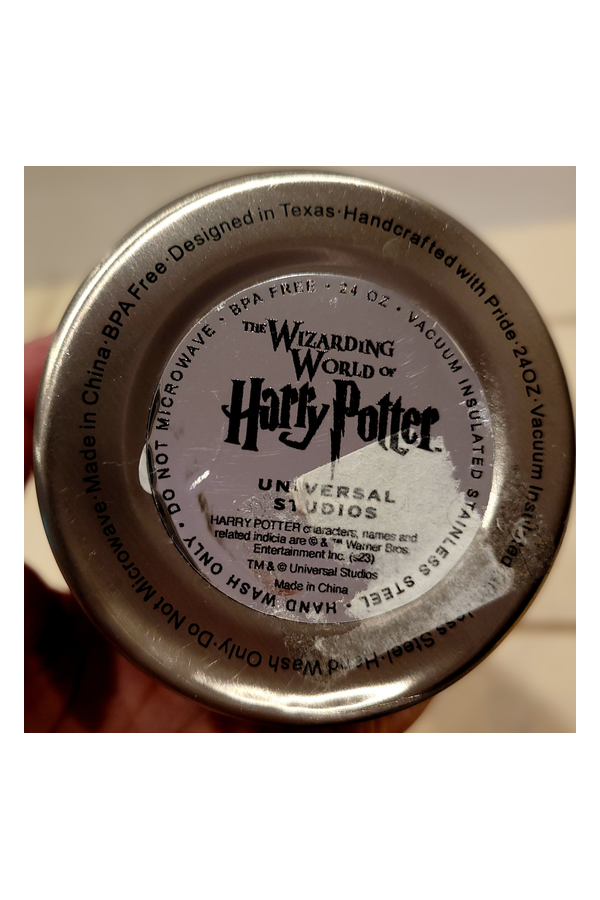 BPA Free·Designed in Texas·Handcrafted with Pride·24OZ·Vacuum Insulated
less Steel·Hand Wash Only·Do Not Microwave·Made in China·
BPA FREE • 24 OZ • VACUUM INSULATED STAINLESS STEEL • HAND WASH ONLY • DO NOT MICROWAVE •
THE WIZARDING
WORLD OF
Harry Potter
UNIVERSAL
STUDIOS
HARRY POTTER characters, names and
related indicia are © & ™ Warner Bros.
Entertainment Inc. (s23)
TM & © Universal Studios
Made in China